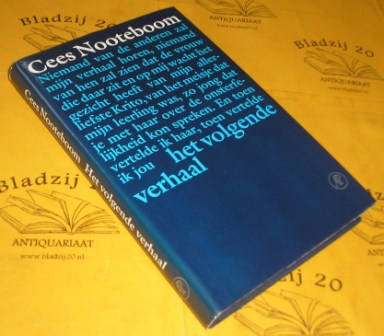 Cees Nooteboom
Niemand van de anderen zal
mijn verhaal horen, niemand
van hen zal zien dat de vrouw
die daar zit en op mij wacht het
gezicht heeft van mijn aller-
liefste Krito, van het meisje dat
mijn leerling was, zo jong dat
je met haar over de onsterfe-
lijkheid kon spreken. En toen
vertelde ik haar, toen vertelde
ik jou het volgende
verhaal
Cees Nooteboom Het volgende verhaal
Bladzij 20
ANTIQUARIAAT
Bladzij 20
ANTIQUARIAAT
www.bladzij20.nl
Bladzij 20